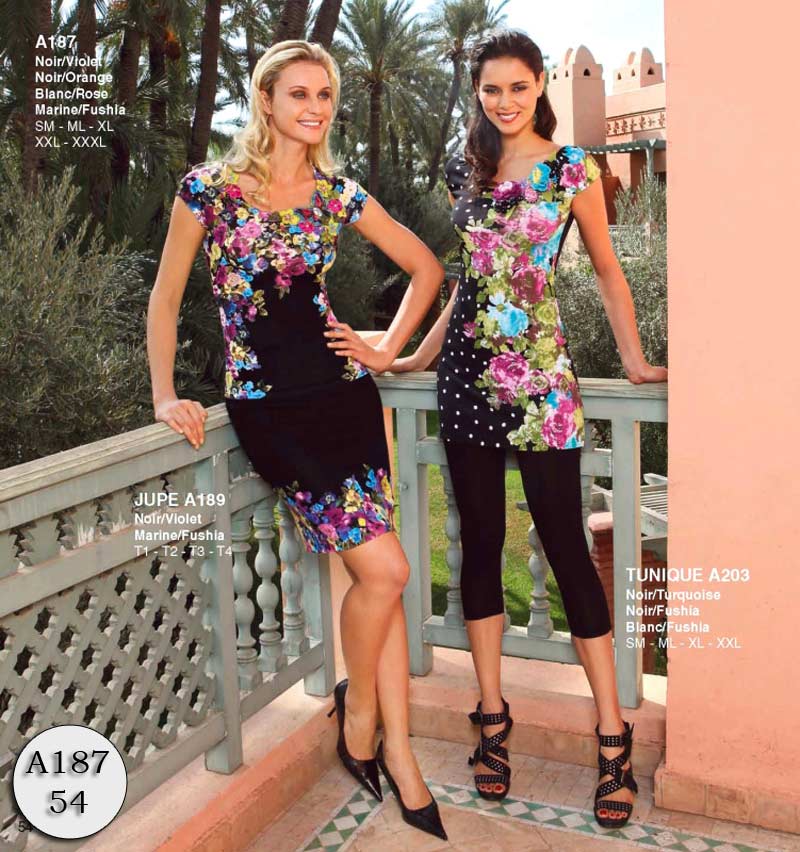 A187
Noir/Violet
Noir/Orange
Blanc/Rose
Marine/Fushia
SM - ML - XL
XXL - XXXL
JUPE A189
Noir/Violet
Marine/Fushia
T1 - T2 - T3 - T4
TUNIQUE A203
Noir/Turquoise
Noir/Fushia
Blanc/Fushia
SM - ML - XL - XXL
A187
54
54